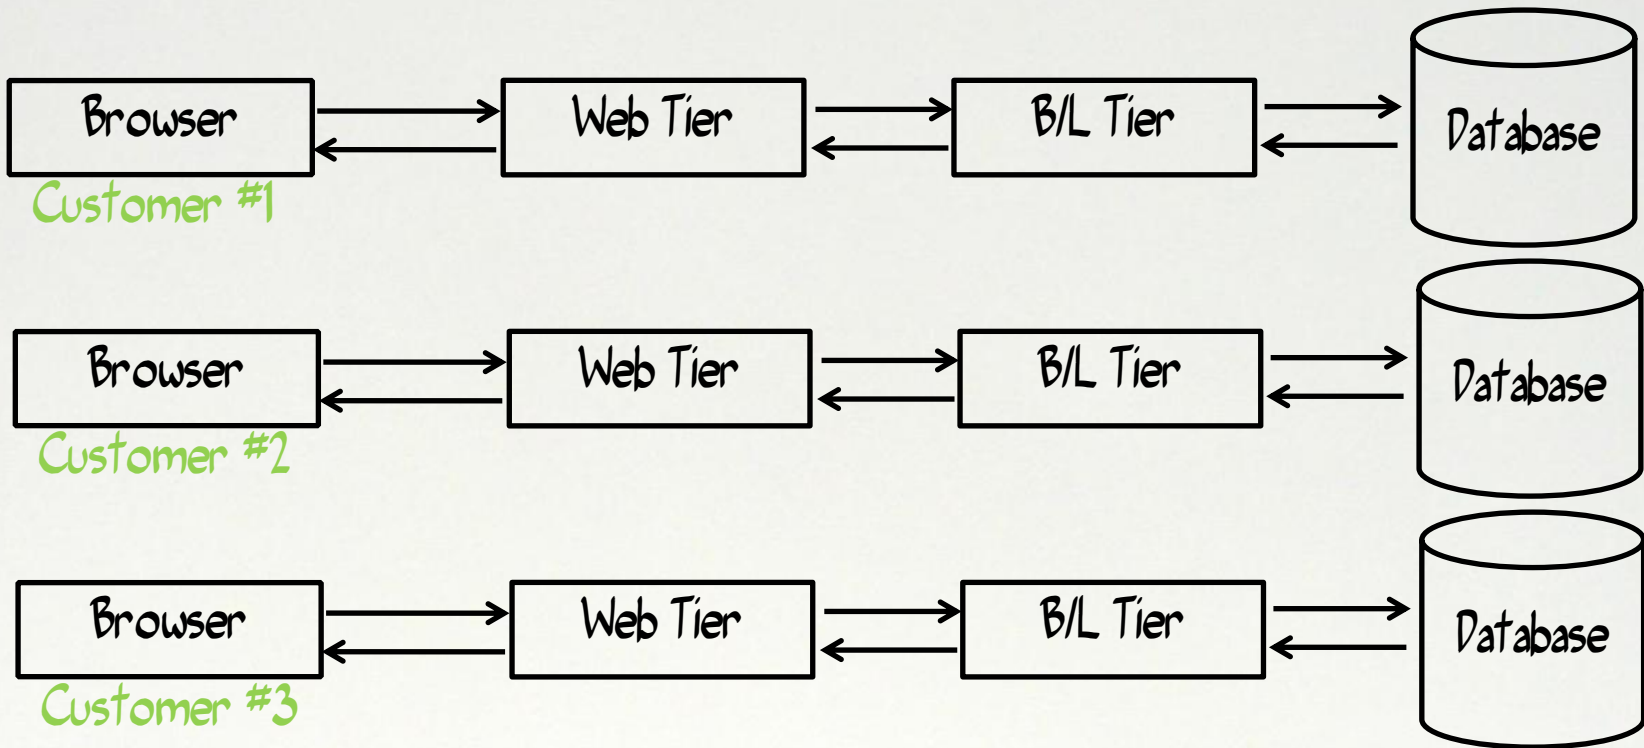 Browser
Web Tier
B/L Tier
Database
Customer #1
Browser
Web Tier
B/L Tier
Database
Customer #2
Browser
Web Tier
B/L Tier
Database
Customer #3